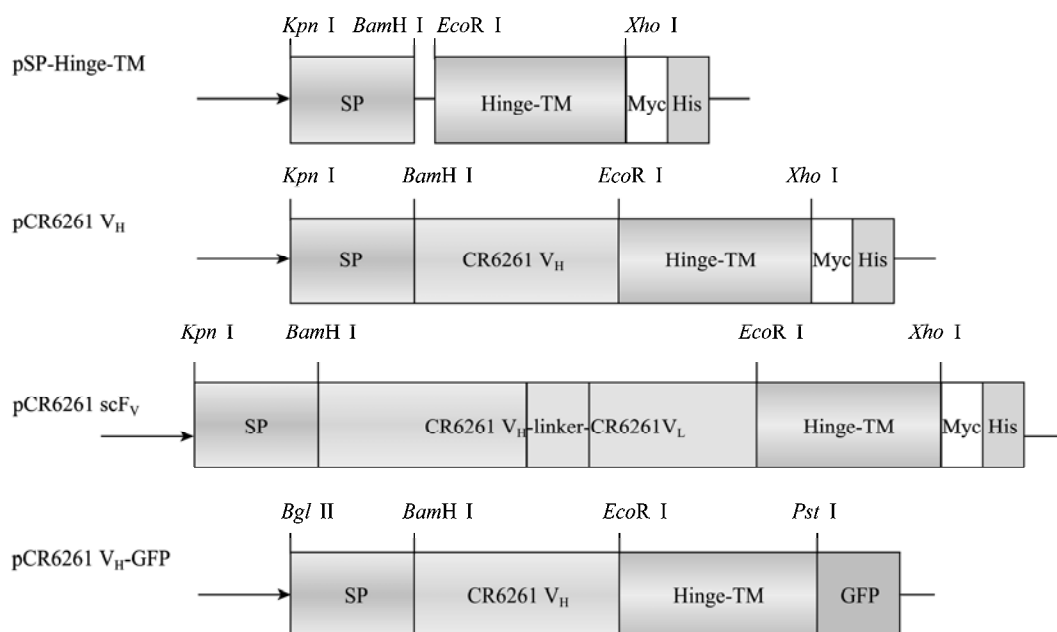 Kpn I BamH I EcoR I Xho I
pSP-Hinge-TM
SP Hinge-TM Myc His
Kpn I BamH I EcoR I Xho I
pCR6261 VH
SP CR6261 VH Hinge-TM Myc His
Kpn I BamH I EcoR I Xho I
pCR6261 scFV
SP CR6261 VH-linker-CR6261VL Hinge-TM Myc His
Bgl II BamH I EcoR I Pst I
pCR6261 VH-GFP
SP CR6261 VH Hinge-TM GFP